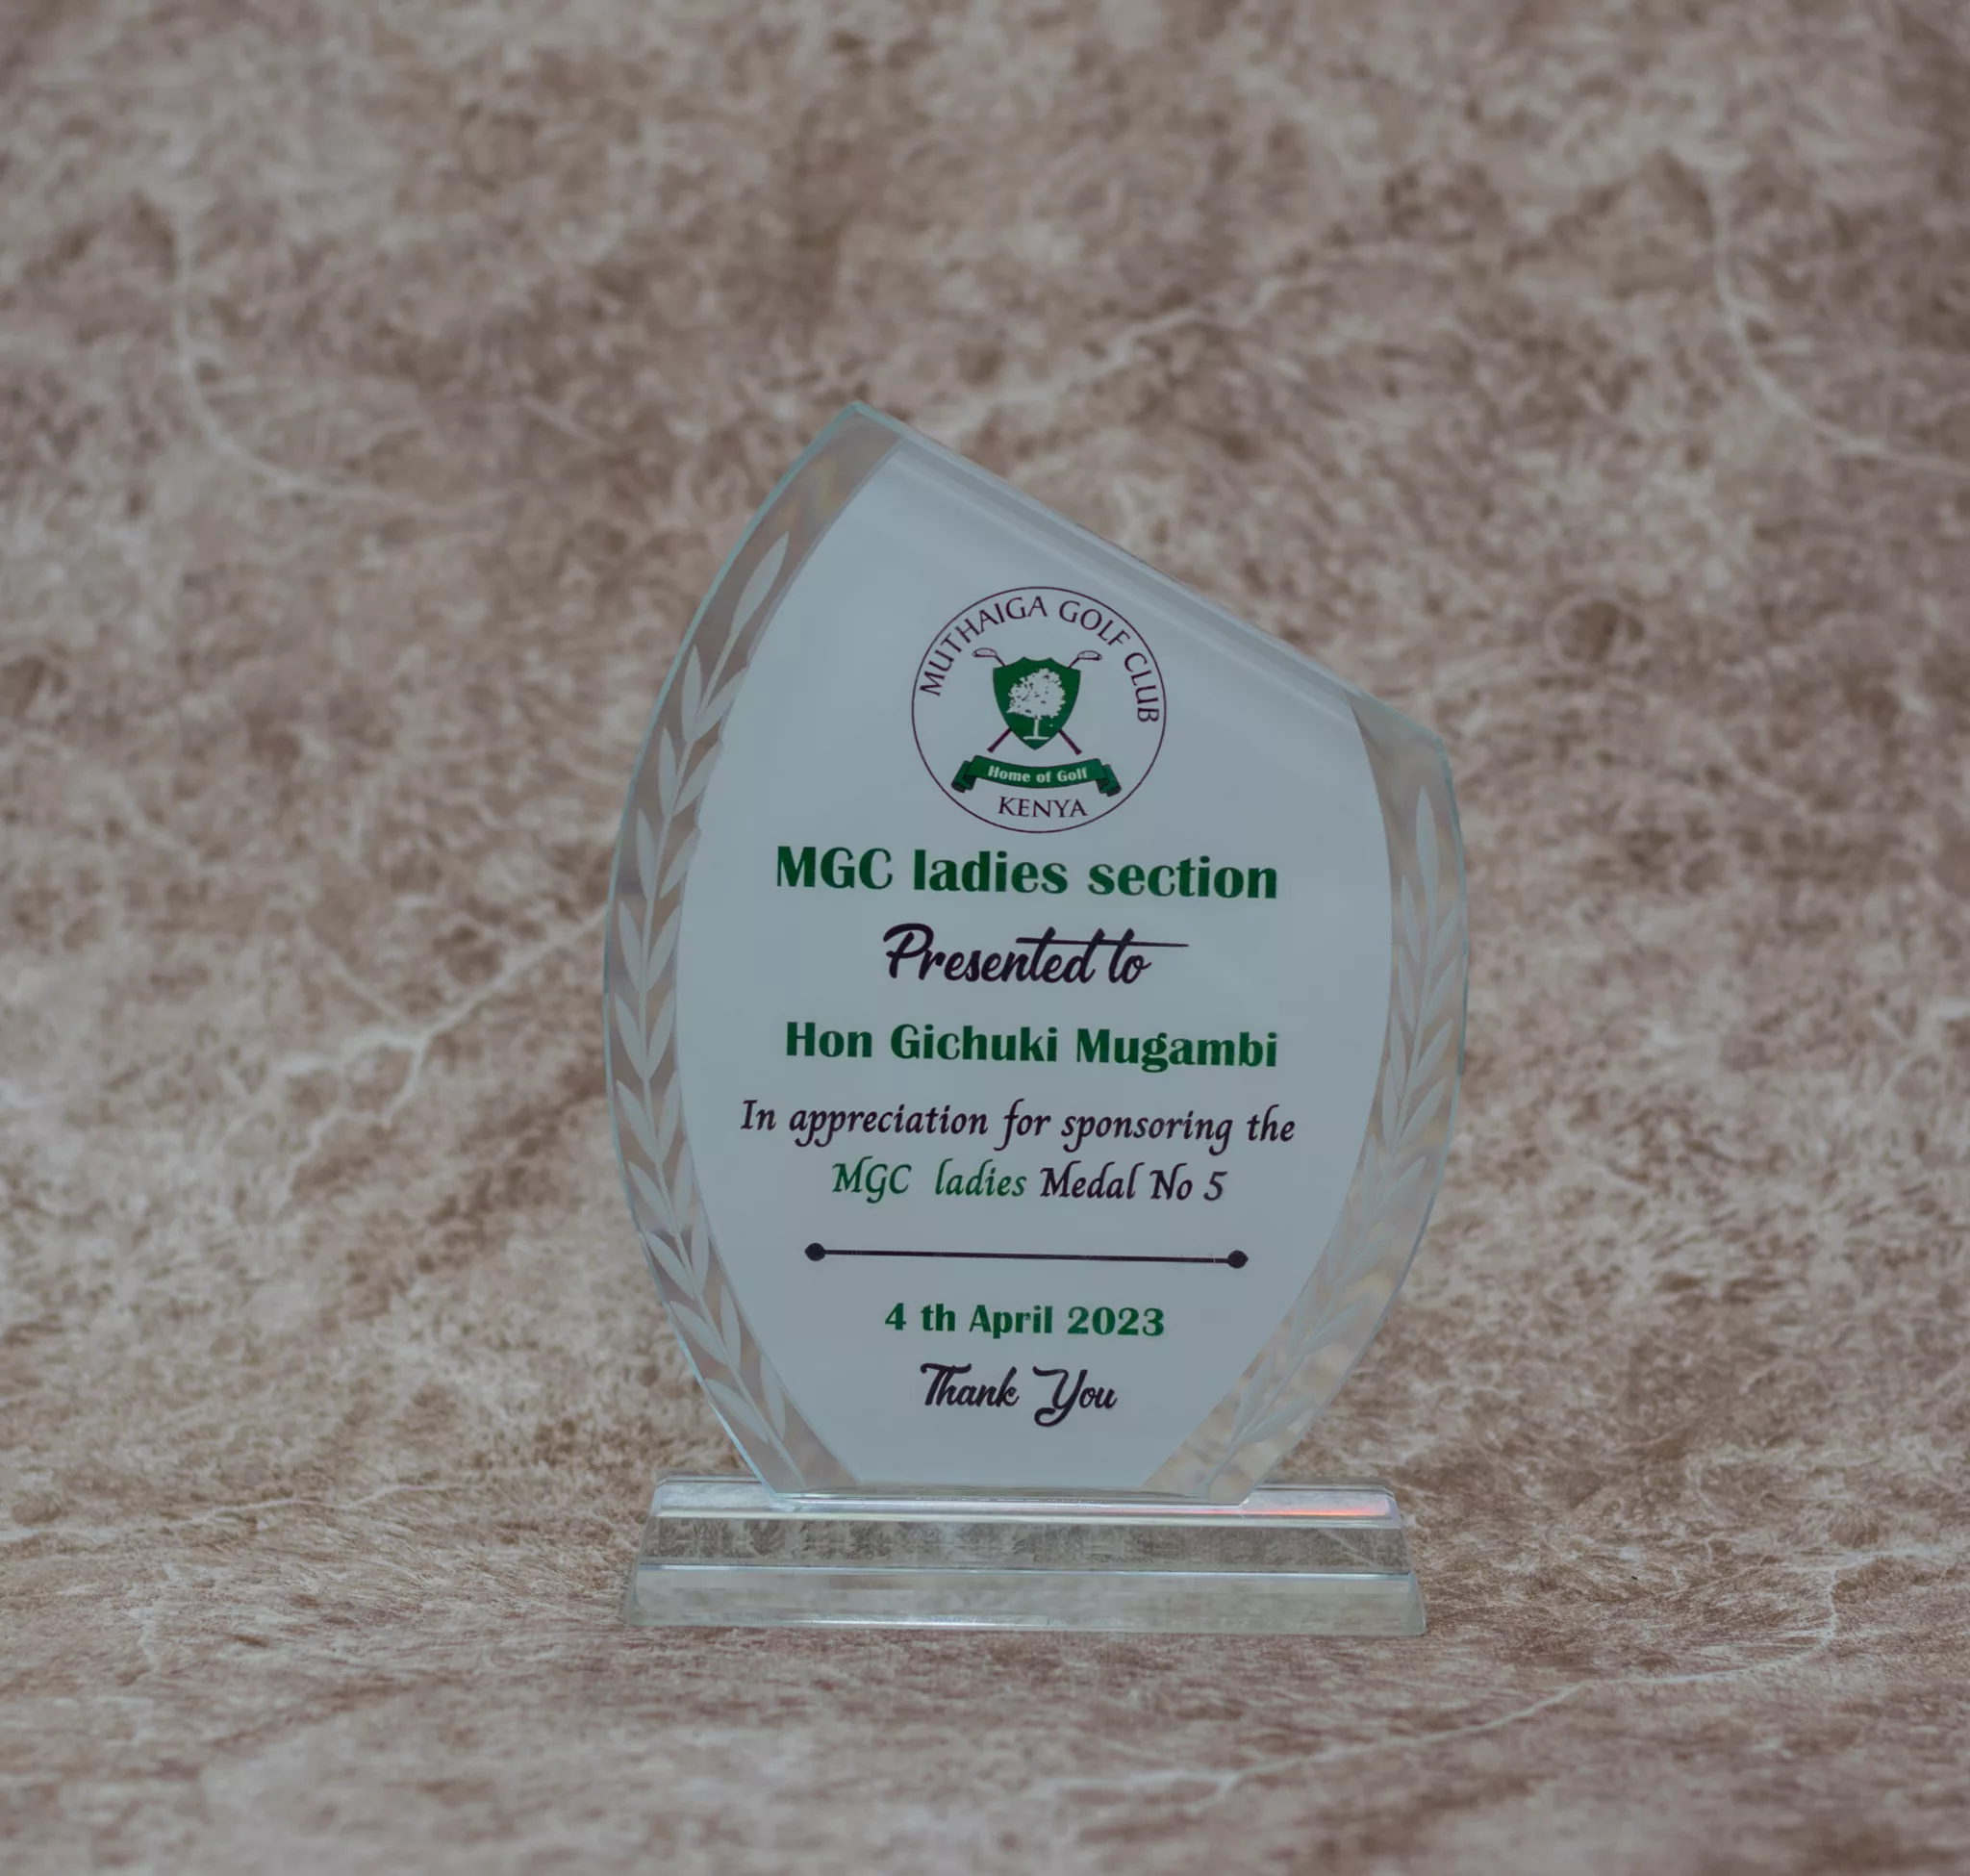 MUTHAIGA GOLF CLUB
Home of Golf
KENYA
MGC ladies section
Presented to
Hon Gichuki Mugambi
In appreciation for sponsoring the
MGC ladies Medal No 5
4 th April 2023
Thank You